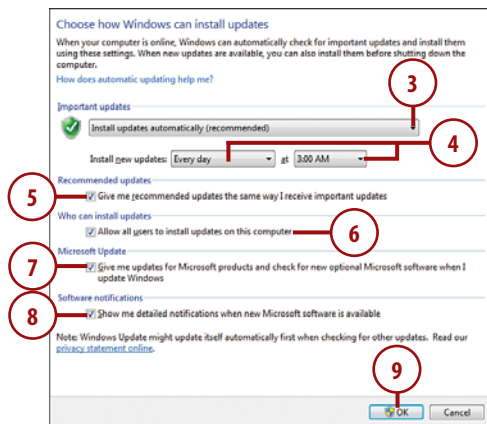 Choose how Windows can install updates
When your computer is online, Windows can automatically check for important updates and install them
using these settings. When new updates are available, you can also install them before shutting down the
computer.
How does automatic updating help me?
3
Important updates
Install updates automatically (recommended)
4
Install new updates: Every day at 3:00 AM
Recommended updates
5
Give me recommended updates the same way I receive important updates
Who can install updates
Allow all users to install updates on this computer
6
Microsoft Update
7
Give me updates for Microsoft products and check for new optional Microsoft software when I
update Windows
Software notifications
8
Show me detailed notifications when new Microsoft software is available
Note: Windows Update might update itself automatically first when checking for other updates. Read our
privacy statement online.
9
OK Cancel